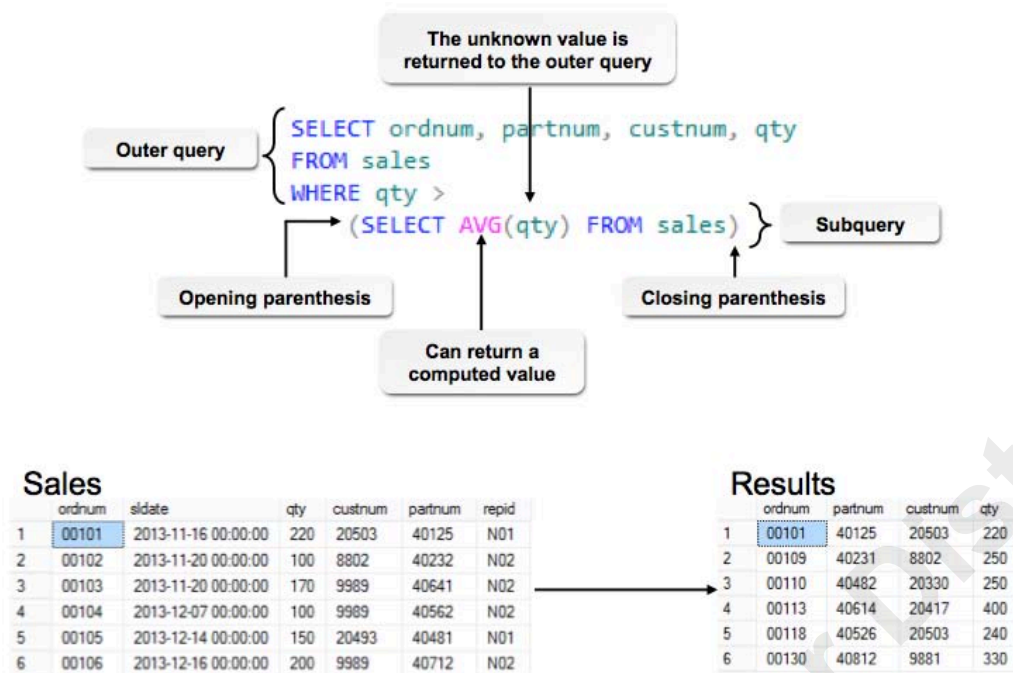 The unknown value is
returned to the outer query
Outer query
SELECT ordnum, partnum, custnum, qty
FROM sales
WHERE qty >
(SELECT AVG(qty) FROM sales)
Subquery
Opening parenthesis
Closing parenthesis
Can return a
computed value
Sales
ordnum sldate qty custnum partnum repid
1 00101 2013-11-16 00:00:00 220 20503 40125 N01
2 00102 2013-11-20 00:00:00 100 8802 40232 N02
3 00103 2013-11-20 00:00:00 170 9989 40641 N02
4 00104 2013-12-07 00:00:00 100 9989 40562 N02
5 00105 2013-12-14 00:00:00 150 20493 40481 N01
6 00106 2013-12-16 00:00:00 200 9989 40712 N02
Results
ordnum partnum custnum qty
1 00101 40125 20503 220
2 00109 40231 8802 250
3 00110 40482 20330 250
4 00113 40614 20417 400
5 00118 40526 20503 240
6 00130 40812 9881 330